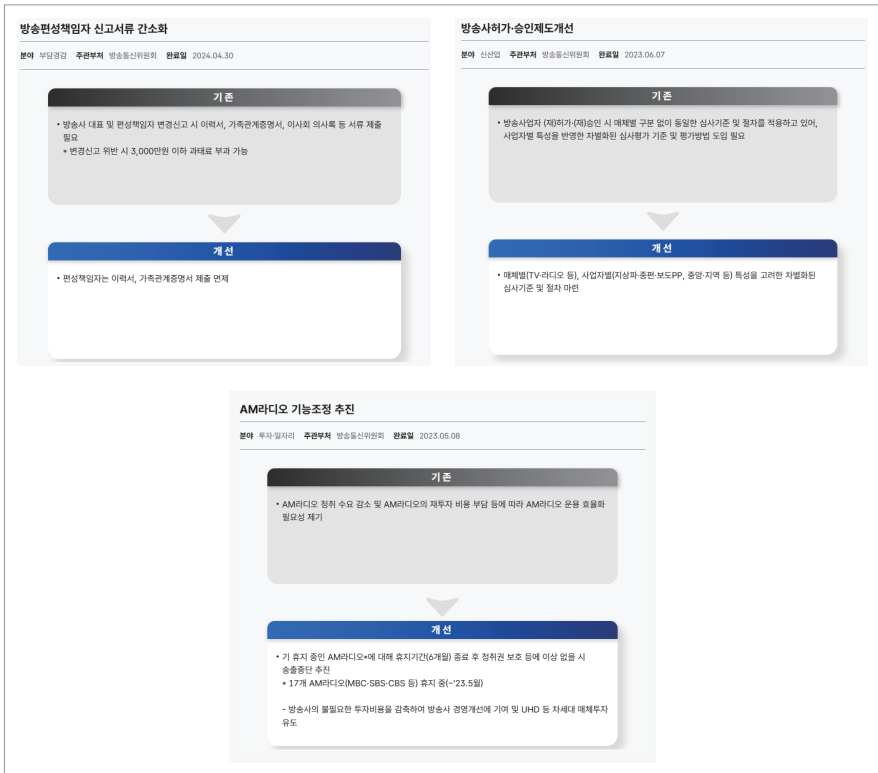 방송편성책임자 신고서류 간소화
분야 부담경감 주관부처 방송통신위원회 완료일 2024.04.30
기존
• 방송사 대표 및 편성책임자 변경신고 시 이력서, 가족관계증명서, 이사회 의사록 등 서류 제출
필요
* 변경신고 위반 시 3,000만원 이하 과태료 부과 가능
개선
• 편성책임자는 이력서, 가족관계증명서 제출 면제
방송사허가·승인제도개선
분야 신산업 주관부처 방송통신위원회 완료일 2023.06.07
기존
• 방송사업자 (재)허가·(재)승인 시 매체별 구분 없이 동일한 심사기준 및 절차를 적용하고 있어,
사업자별 특성을 반영한 차별화된 심사평가 기준 및 평가방법 도입 필요
개선
• 매체별(TV·라디오 등), 사업자별(지상파·종편·보도PP, 중앙·지역 등) 특성을 고려한 차별화된
심사기준 및 절차 마련
AM라디오 기능조정 추진
분야 투자·일자리 주관부처 방송통신위원회 완료일 2023.05.08
기존
• AM라디오 청취 수요 감소 및 AM라디오의 재투자 비용 부담 등에 따라 AM라디오 운용 효율화
필요성 제기
개선
• 기 휴지 중인 AM라디오*에 대해 휴지기간(6개월) 종료 후 청취권 보호 등에 이상 없을 시
송출중단 추진
* 17개 AM라디오(MBC·SBS·CBS 등) 휴지 중(~'23.5월)
- 방송사의 불필요한 투자비용을 감축하여 방송사 경영개선에 기여 및 UHD 등 차세대 매체투자
유도